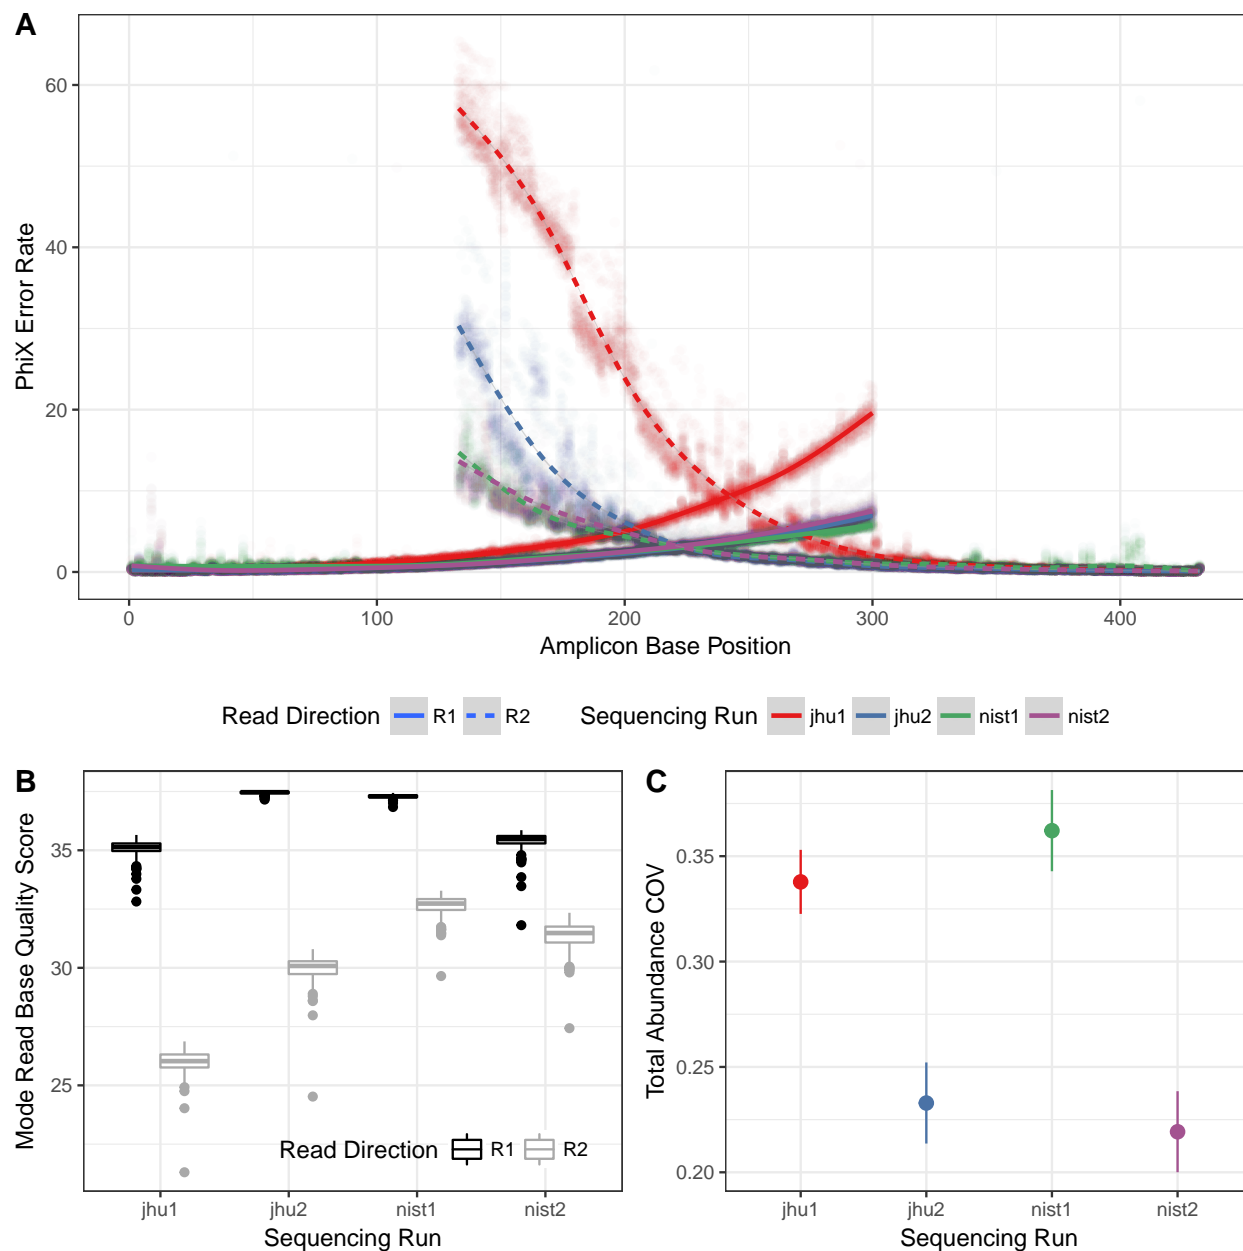 A
PhiX Error Rate
60
40
20
0
0 100 200 300 400
Amplicon Base Position
Read Direction R1 R2 Sequencing Run jhu1 jhu2 nist1 nist2
B
Mode Read Base Quality Score
35
30
25
Read Direction R1 R2
jhu1 jhu2 nist1 nist2
Sequencing Run
C
Total Abundance COV
0.35
0.30
0.25
0.20
jhu1 jhu2 nist1 nist2
Sequencing Run